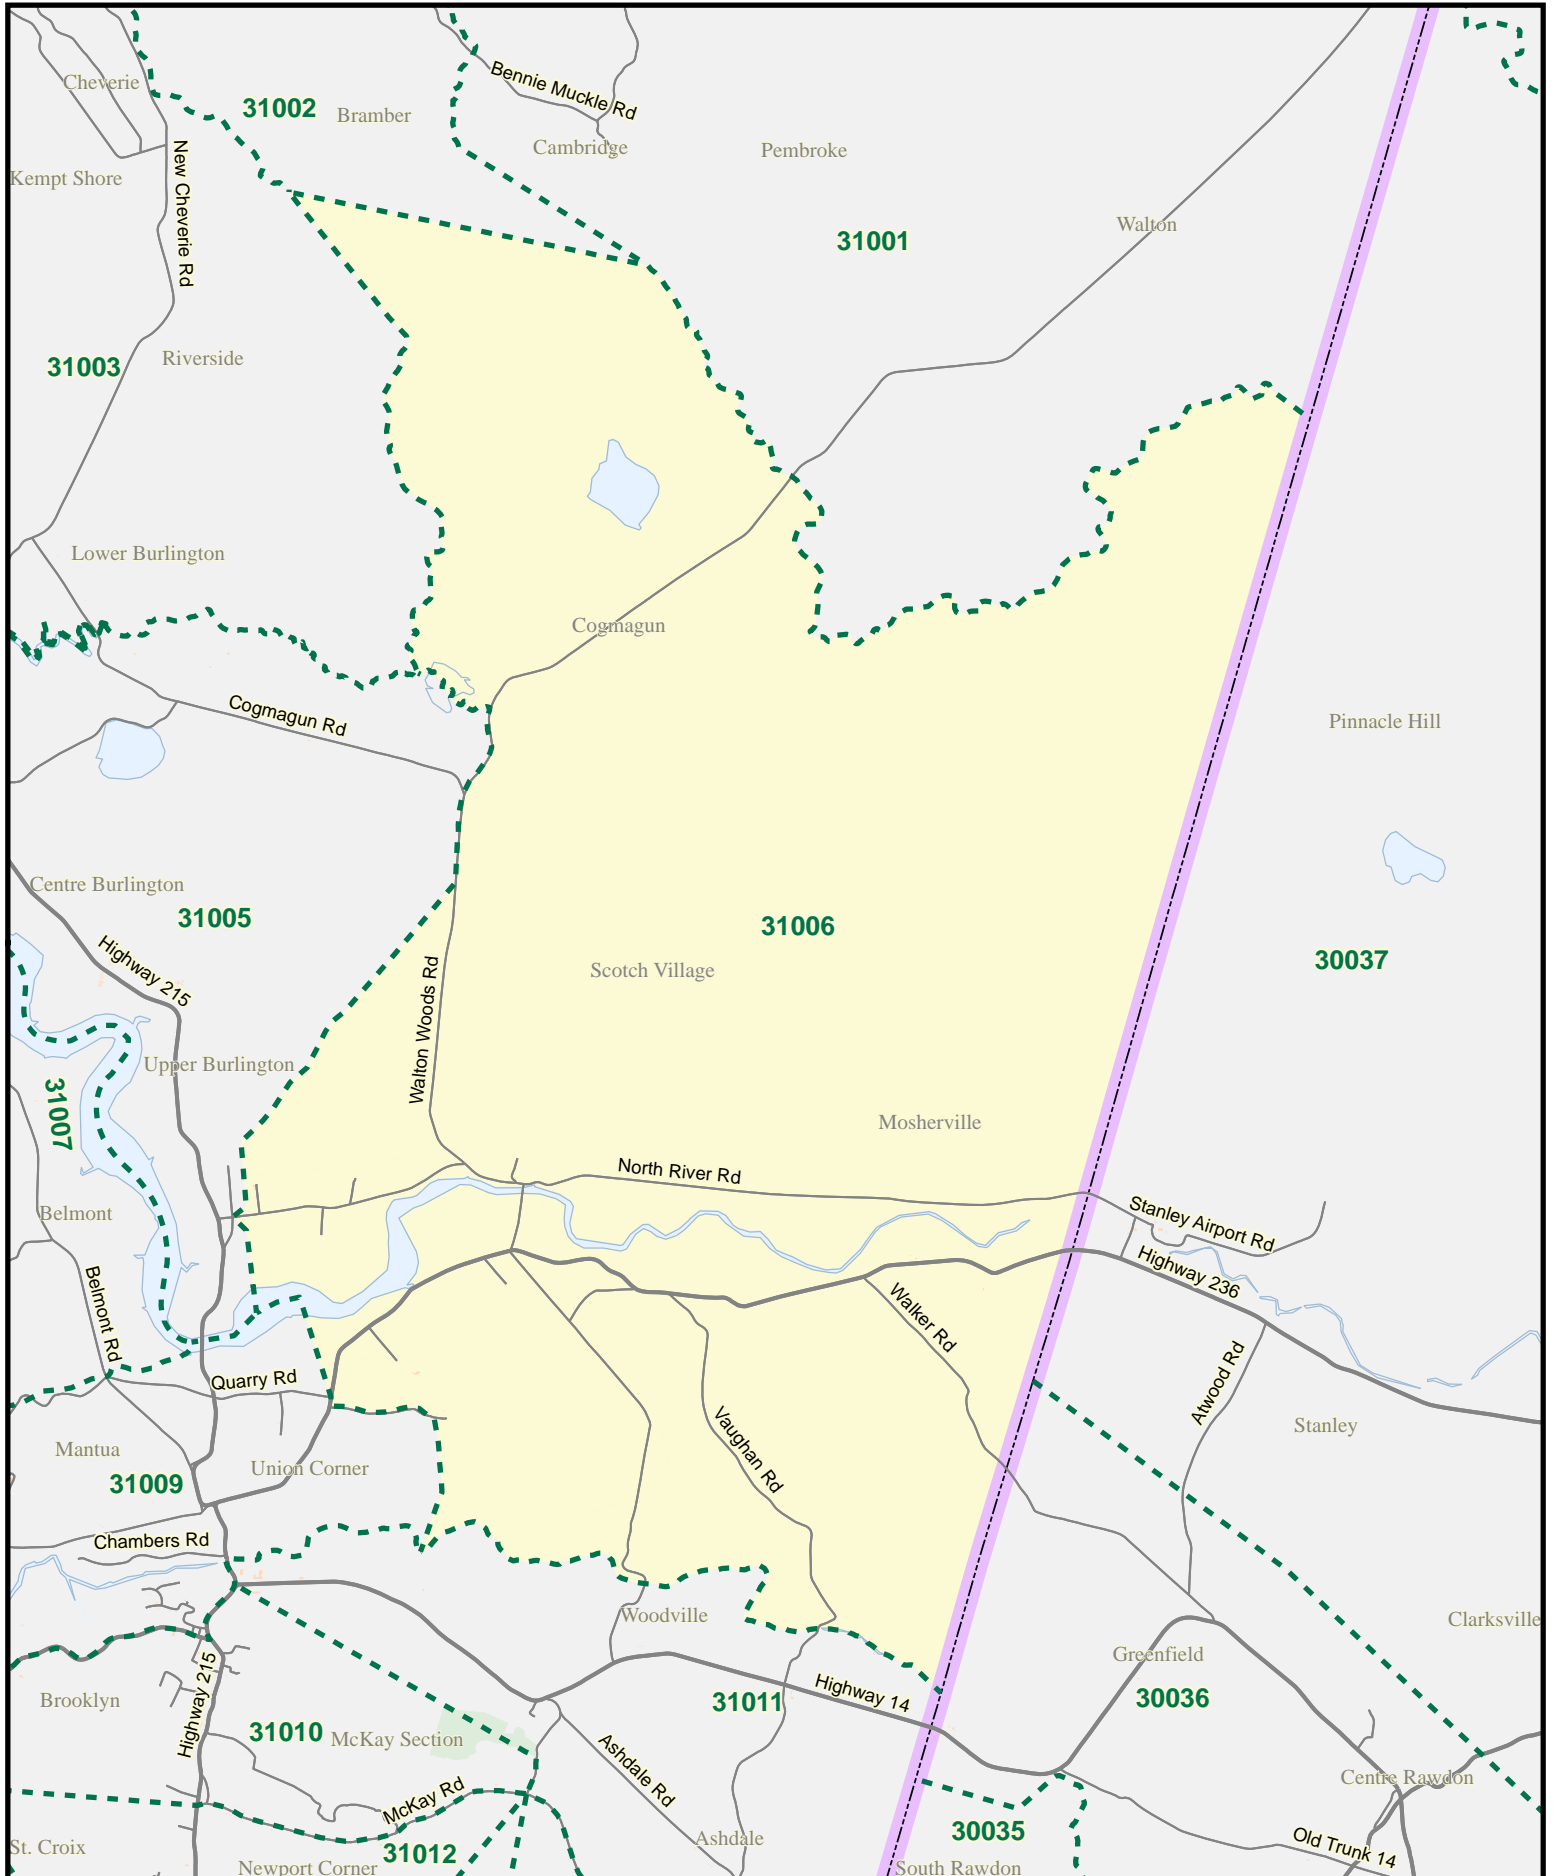 Cheverie
31002
Bramber
Bennie Muckle Rd
Cambridge
Pembroke
Kempt Shore
New Cheverie Rd
31001
Walton
31003
Riverside
Lower Burlington
Cogmagun
Cogmagun Rd
Pinnacle Hill
Centre Burlington
31005
31006
Highway 215
Scotch Village
30037
Walton Woods Rd
Upper Burlington
31007
Mosherville
North River Rd
Belmont
Stanley Airport Rd
Highway 236
Belmont Rd
Walker Rd
Atwood Rd
Quarry Rd
Vaughan Rd
Stanley
Mantua
Union Corner
31009
Chambers Rd
Woodville
Clarksville
Greenfield
Brooklyn
Highway 215
31011
Highway 14
30036
31010
McKay Section
Ashdale Rd
Centre Rawdon
McKay Rd
30035
St. Croix
31012
Ashdale
Old Trunk 14
Newport Corner
South Rawdon